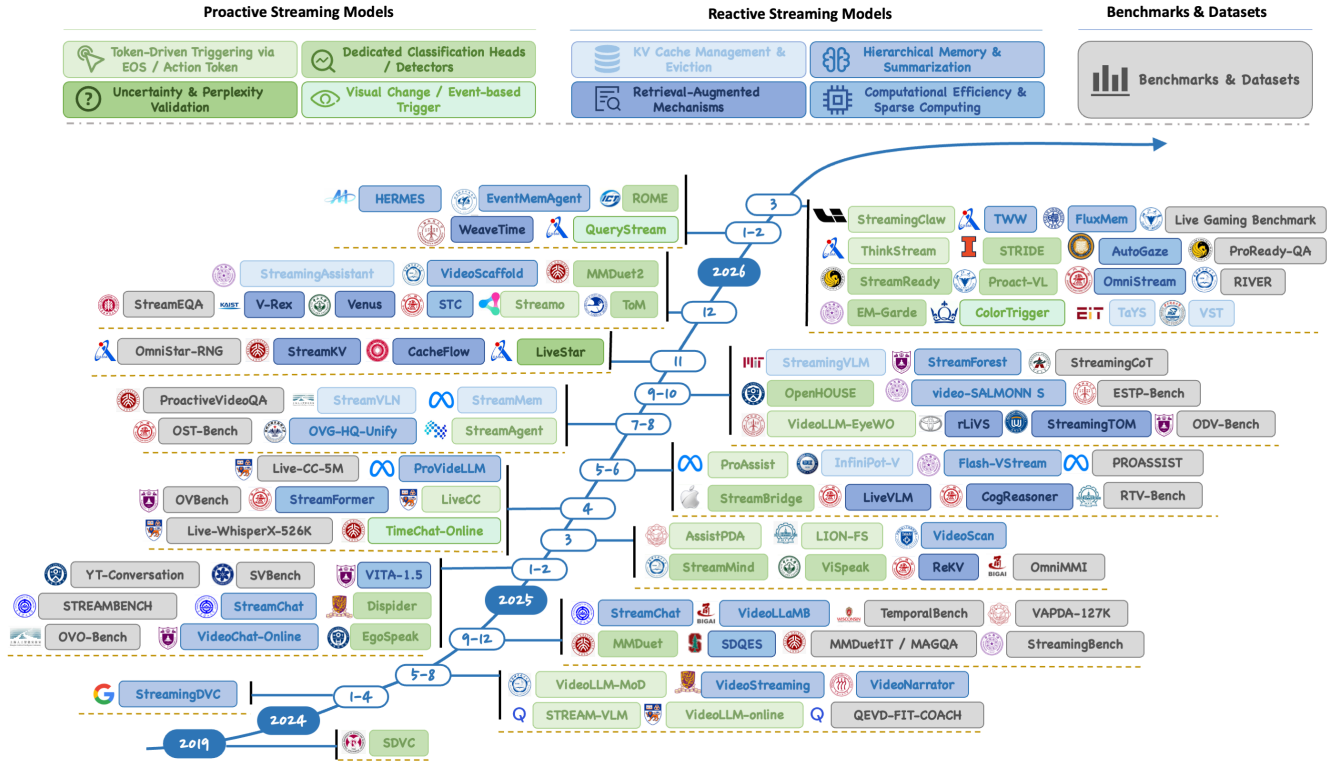 Proactive Streaming Models
Reactive Streaming Models
Benchmarks & Datasets
Token-Driven Triggering via
EOS / Action Token
Dedicated Classification Heads
/ Detectors
Uncertainty & Perplexity
Validation
Visual Change / Event-based
Trigger
KV Cache Management &
Eviction
Hierarchical Memory &
Summarization
Retrieval-Augmented
Mechanisms
Computational Efficiency &
Sparse Computing
Benchmarks & Datasets
3
StreamingClaw TWW FluxMem Live Gaming Benchmark
ThinkStream STRIDE AutoGaze ProReady-QA
StreamReady Proact-VL OmniStream RIVER
EM-Garde ColorTrigger EIT TaYS VST
HERMES EventMemAgent ICT ROME
WeaveTime QueryStream
1-2
2026
StreamingAssistant VideoScaffold MMDuet2
StreamEQA KAIST V-Rex Venus STC Streamo ToM
12
OmniStar-RNG StreamKV CacheFlow LiveStar
11
MIT StreamingVLM StreamForest StreamingCoT
OpenHOUSE video-SALMONN S ESTP-Bench
VideoLLM-EyeWO rLiVS StreamingTOM ODV-Bench
9-10
ProactiveVideoQA StreamVLN StreamMem
OST-Bench OVG-HQ-Unify StreamAgent
7-8
ProAssist InfiniPot-V Flash-VStream PROASSIST
StreamBridge LiveVLM CogReasoner RTV-Bench
5-6
Live-CC-5M ProVideLLM
OVBench StreamFormer LiveCC
Live-WhisperX-526K TimeChat-Online
4
AssistPDA LION-FS VideoScan
StreamMind ViSpeak ReKV BIGAI OmniMMI
3
YT-Conversation SVBench VITA-1.5
STREAMBENCH StreamChat Dispider
OVO-Bench VideoChat-Online EgoSpeak
1-2
2025
StreamChat BIGAI VideoLLaMB WISCONSIN TemporalBench VAPDA-127K
MMDuet SDQES MMDuetIT / MAGQA StreamingBench
9-12
VideoLLM-MoD VideoStreaming VideoNarrator
STREAM-VLM VideoLLM-online QEVD-FIT-COACH
5-8
StreamingDVC
1-4
2024
2019
SDVC